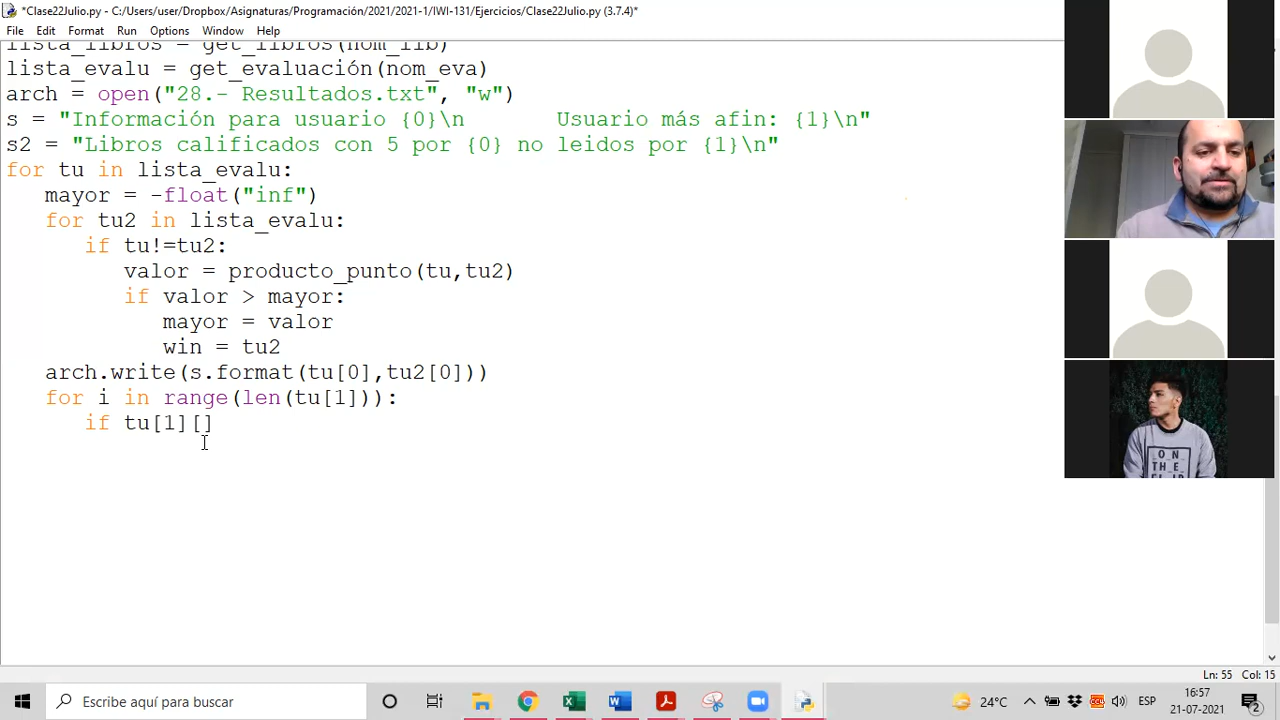 *Clase22Julio.py - C:/Users/user/Dropbox/Asignaturas/Programación/2021/2021-1/IWI-131/Ejercicios/Clase22Julio.py (3.7.4)*
File Edit Format Run Options Window Help
lista_libros = get_libros(nom_lib)
lista_evalu = get_evaluación(nom_eva)
arch = open("28.- Resultados.txt", "w")
s = "Información para usuario {0}\n       Usuario más afin: {1}\n"
s2 = "Libros calificados con 5 por {0} no leidos por {1}\n"
for tu in lista_evalu:
   mayor = -float("inf")
   for tu2 in lista_evalu:
      if tu!=tu2:
         valor = producto_punto(tu,tu2)
         if valor > mayor:
            mayor = valor
            win = tu2
   arch.write(s.format(tu[0],tu2[0]))
   for i in range(len(tu[1])):
      if tu[1][]
ON
THE
Ln: 55 Col: 15
Escribe aquí para buscar
24°C
ESP
16:57
21-07-2021
2